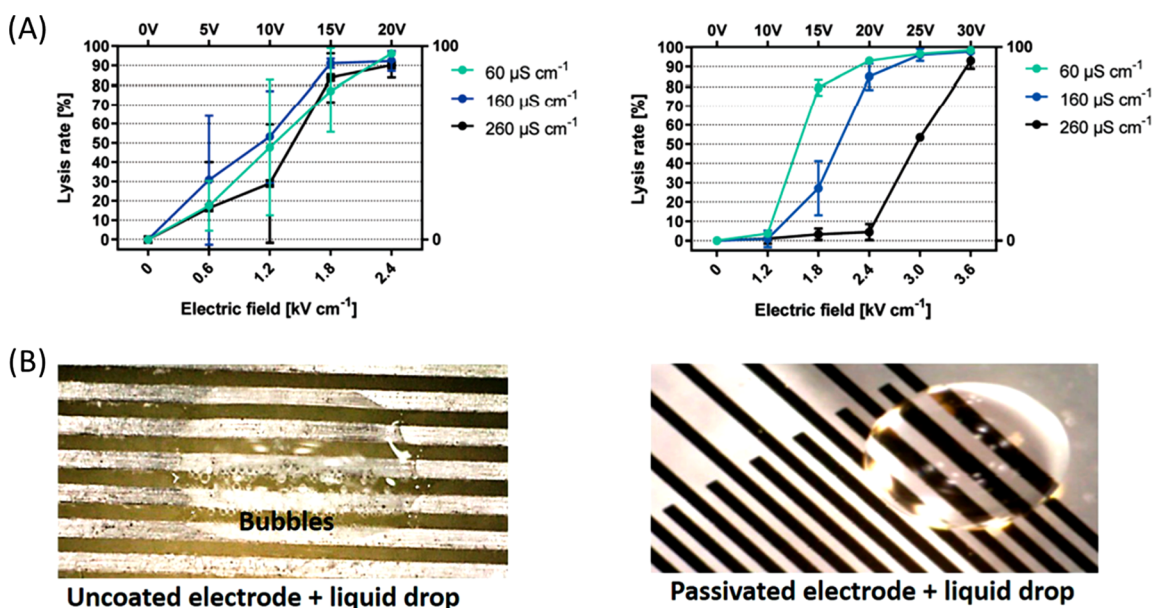 (A)
0V 5V 10V 15V 20V
100 100
90
80
70
60
50
40
30
20
10
0 0
Lysis rate [%]
0 0.6 1.2 1.8 2.4
Electric field [kV cm⁻¹]
60 µS cm⁻¹
160 µS cm⁻¹
260 µS cm⁻¹
0V 10V 15V 20V 25V 30V
100 100
90
80
70
60
50
40
30
20
10
0 0
Lysis rate [%]
0 1.2 1.8 2.4 3.0 3.6
Electric field [kV cm⁻¹]
60 µS cm⁻¹
160 µS cm⁻¹
260 µS cm⁻¹
(B)
Bubbles
Uncoated electrode + liquid drop
Passivated electrode + liquid drop